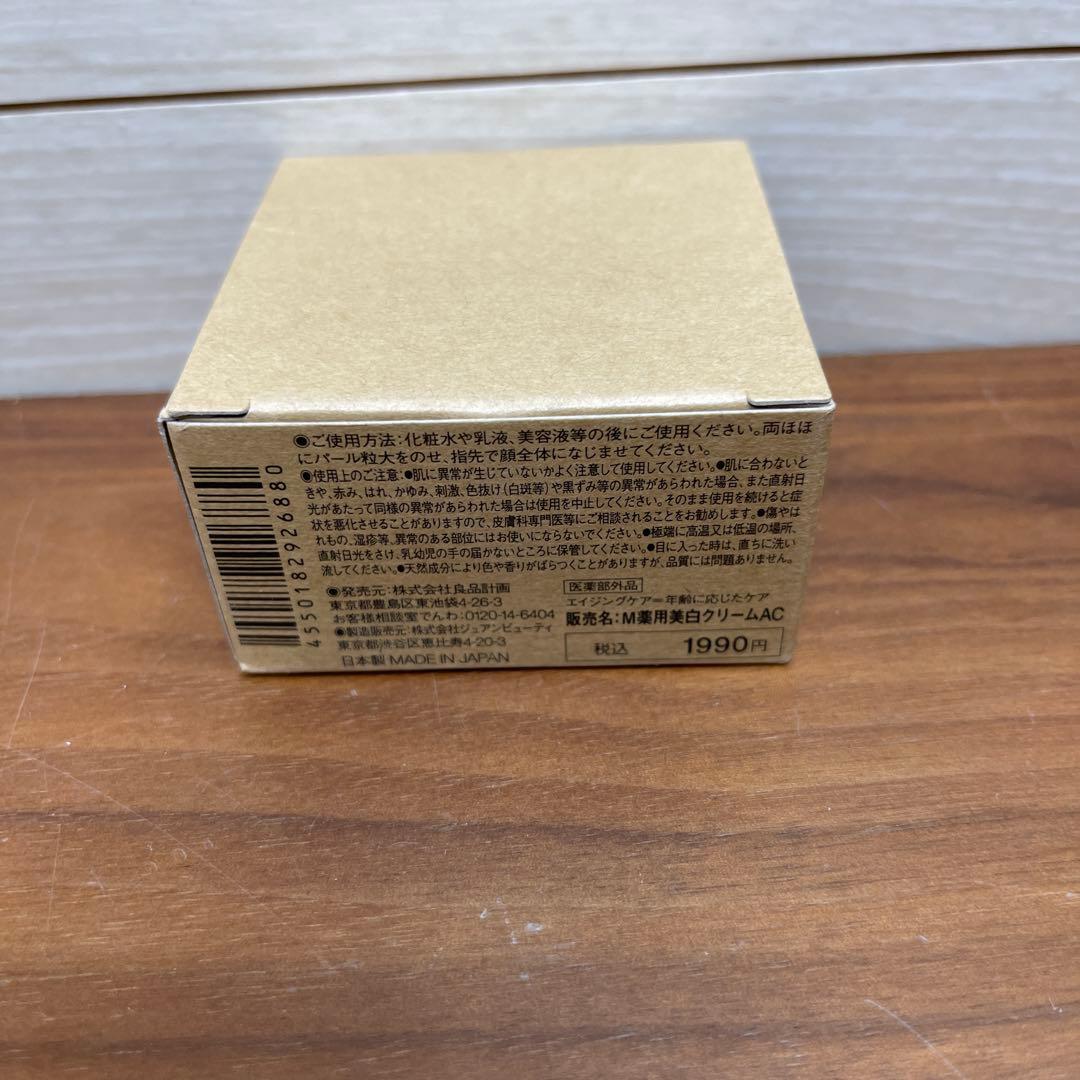 ◉ご使用方法:化粧水や乳液、美容液等の後にご使用ください。両ほほ
にパール粒大をのせ、指先で顔全体になじませてください。
◉使用上のご注意:●肌に異常が生じていないかよく注意して使用してください。●肌に合わないと
きや、赤み、はれ、かゆみ、刺激、色抜け(白斑等)や黒ずみ等の異常があらわれた場合、また直射日
光があたって同様の異常があらわれた場合は使用を中止してください。そのまま使用を続けると症
状を悪化させることがありますので、皮膚科専門医等にご相談されることをお勧めします。●傷やは
れもの、湿疹等、異常のある部位にはお使いにならないでください。●極端に高温又は低温の場所、
直射日光をさけ、乳幼児の手の届かないところに保管してください。●目に入った時は、直ちに洗い
流してください。●天然成分により色や香りがばらつくことがありますが、品質には問題ありません。
◉発売元:株式会社良品計画
東京都豊島区東池袋4-26-3
お客様相談室でんわ:0120-14-6404
◉製造販売元:株式会社ジュアンビューティ
東京都渋谷区恵比寿4-20-3
日本製 MADE IN JAPAN
医薬部外品
エイジングケア=年齢に応じたケア
販売名:M薬用美白クリームAC
税込 1990円
4550182926880